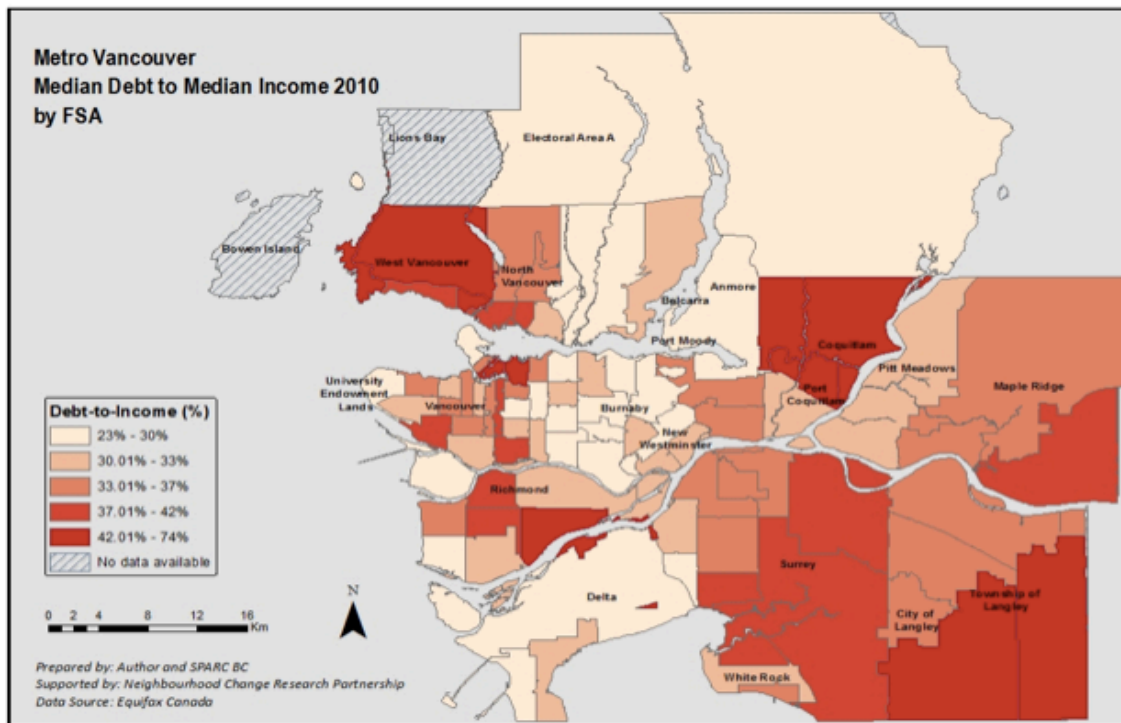 Metro Vancouver
Median Debt to Median Income 2010
by FSA
Lions Bay
Electoral Area A
Bowen Island
West Vancouver
North
Vancouver
Anmore
Belcarra
Port Moody
Coquitlam
Pitt Meadows
Port
Coquitlam
Maple Ridge
University
Endowment
Lands
Vancouver
Burnaby
New
Westminster
Richmond
Surrey
Delta
City of
Langley
Township of
Langley
White Rock
Debt-to-Income (%)
23% - 30%
30.01% - 33%
33.01% - 37%
37.01% - 42%
42.01% - 74%
No data available
N
0 2 4 8 12 16
Km
Prepared by: Author and SPARC BC
Supported by: Neighbourhood Change Research Partnership
Data Source: Equifax Canada